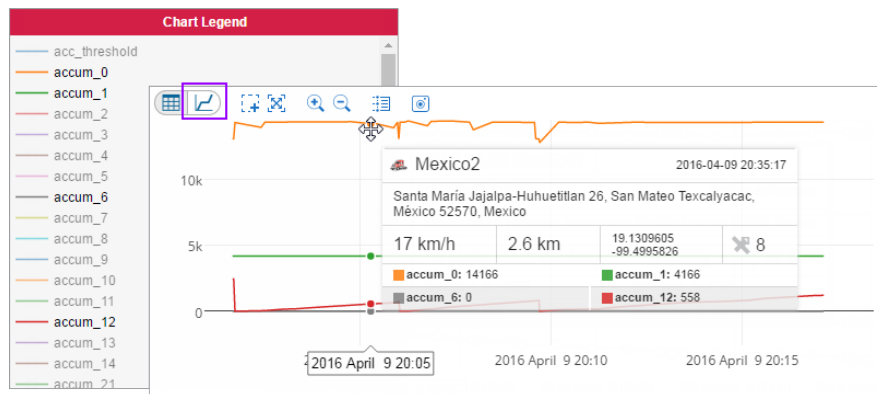 Chart Legend
acc_threshold
accum_0
accum_1
accum_2
accum_3
accum_4
accum_5
accum_6
accum_7
accum_8
accum_9
accum_10
accum_11
accum_12
accum_13
accum_14
accum_21
10k
5k
0
Mexico2 2016-04-09 20:35:17
Santa María Jajalpa-Huhuetitlan 26, San Mateo Texcalyacac,
México 52570, Mexico
17 km/h 2.6 km 19.1309605 8
-99.4995826
accum_0: 14166 accum_1: 4166
accum_6: 0 accum_12: 558
2016 April 9 20:05 2016 April 9 20:10 2016 April 9 20:15